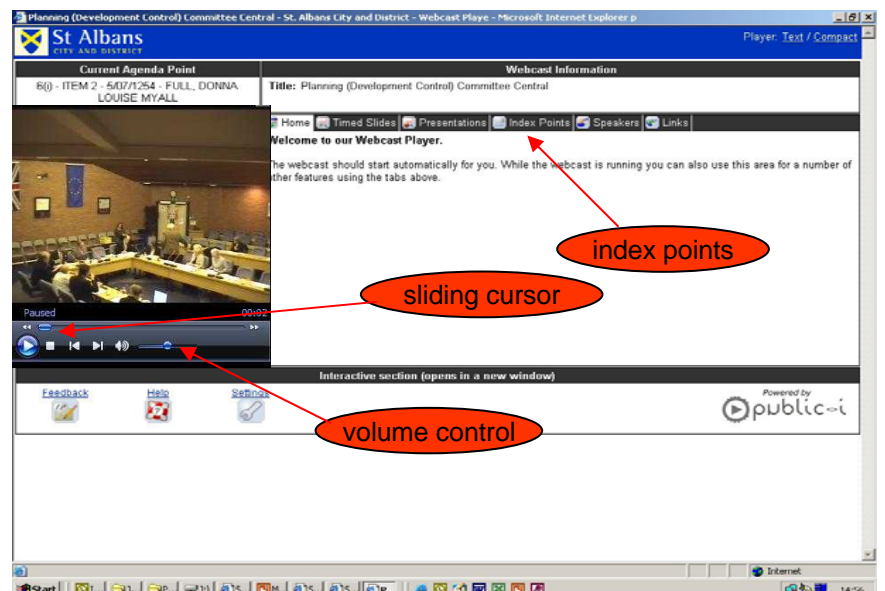 Planning (Development Control) Committee Central - St. Albans City and District - Webcast Playe - Microsoft Internet Explorer p
St Albans
CITY AND DISTRICT
Player: Text / Compact
Current Agenda Point
Webcast Information
6(i) - ITEM 2 - 5/07/1254 - FULL, DONNA
LOUISE MYALL
Title: Planning (Development Control) Committee Central
Home Timed Slides Presentations Index Points Speakers Links
Welcome to our Webcast Player.
The webcast should start automatically for you. While the webcast is running you can also use this area for a number of
other features using the tabs above.
index points
sliding cursor
Paused 00:02
volume control
Interactive section (opens in a new window)
Feedback Help Settings
Powered by
public-i
Internet
Start
14:56